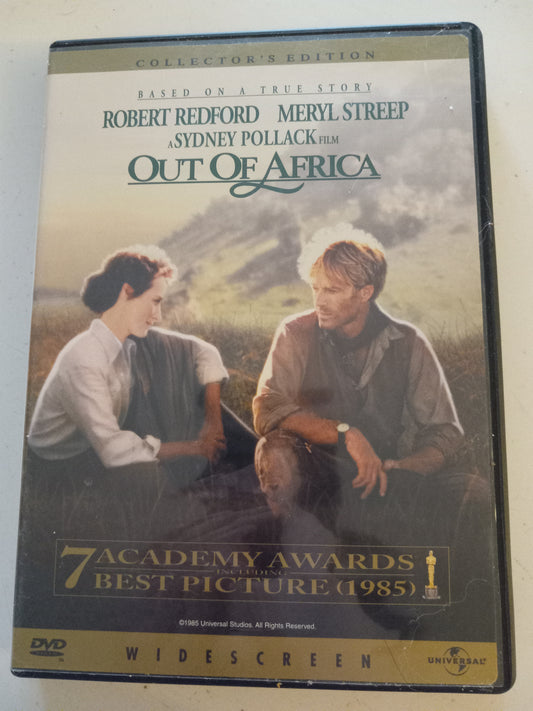 COLLECTOR'S EDITION
BASED ON A TRUE STORY
ROBERT REDFORD MERYL STREEP
A SYDNEY POLLACK FILM
OUT OF AFRICA
7 ACADEMY AWARDS
INCLUDING
BEST PICTURE (1985)
©1985 Universal Studios. All Rights Reserved.
DVD
VIDEO
WIDESCREEN
UNIVERSAL